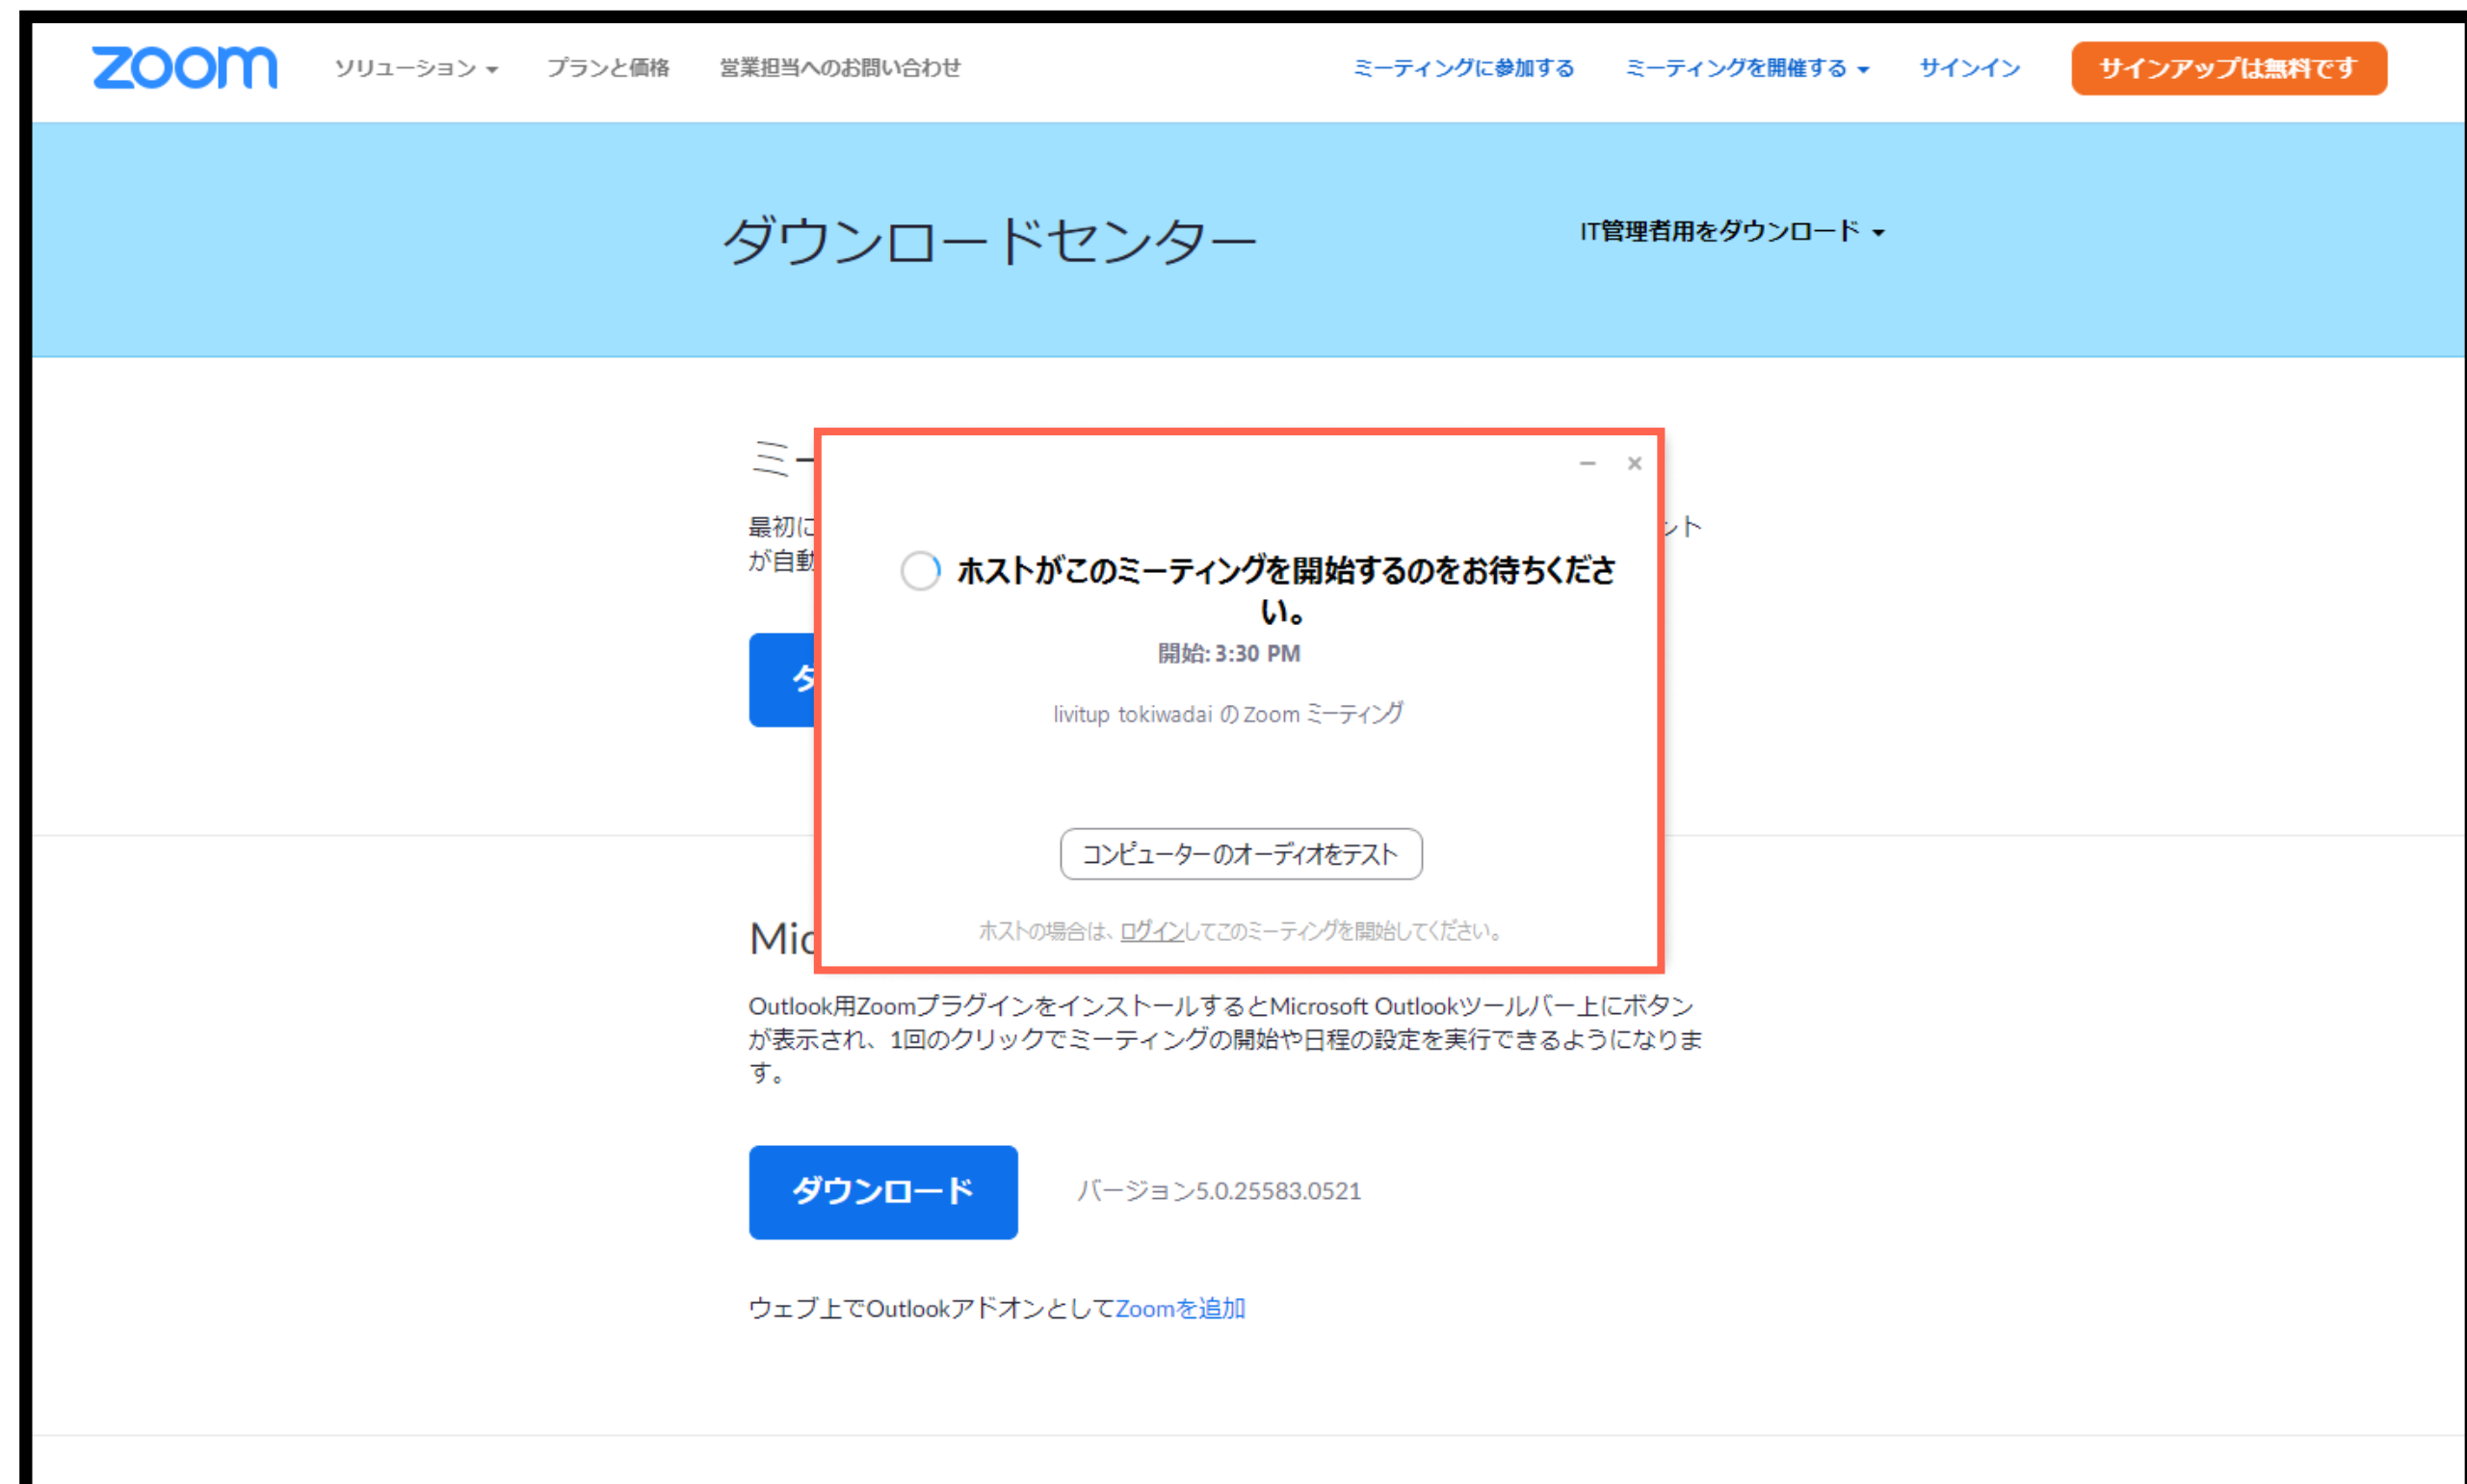 zoom ソリューション プランと価格 営業担当へのお問い合わせ ミーティングに参加する ミーティングを開催する サインイン サインアップは無料です
ダウンロードセンター IT管理者用をダウンロード
ミー
最初に ント
が自動
ホストがこのミーティングを開始するのをお待ちくださ
い。
開始: 3:30 PM
livitup tokiwadai の Zoom ミーティング
コンピューターのオーディオをテスト
ホストの場合は、ログインしてこのミーティングを開始してください。
Mic
Outlook用ZoomプラグインをインストールするとMicrosoft Outlookツールバー上にボタン
が表示され、1回のクリックでミーティングの開始や日程の設定を実行できるようになりま
す。
ダウンロード バージョン5.0.25583.0521
ウェブ上でOutlookアドオンとしてZoomを追加